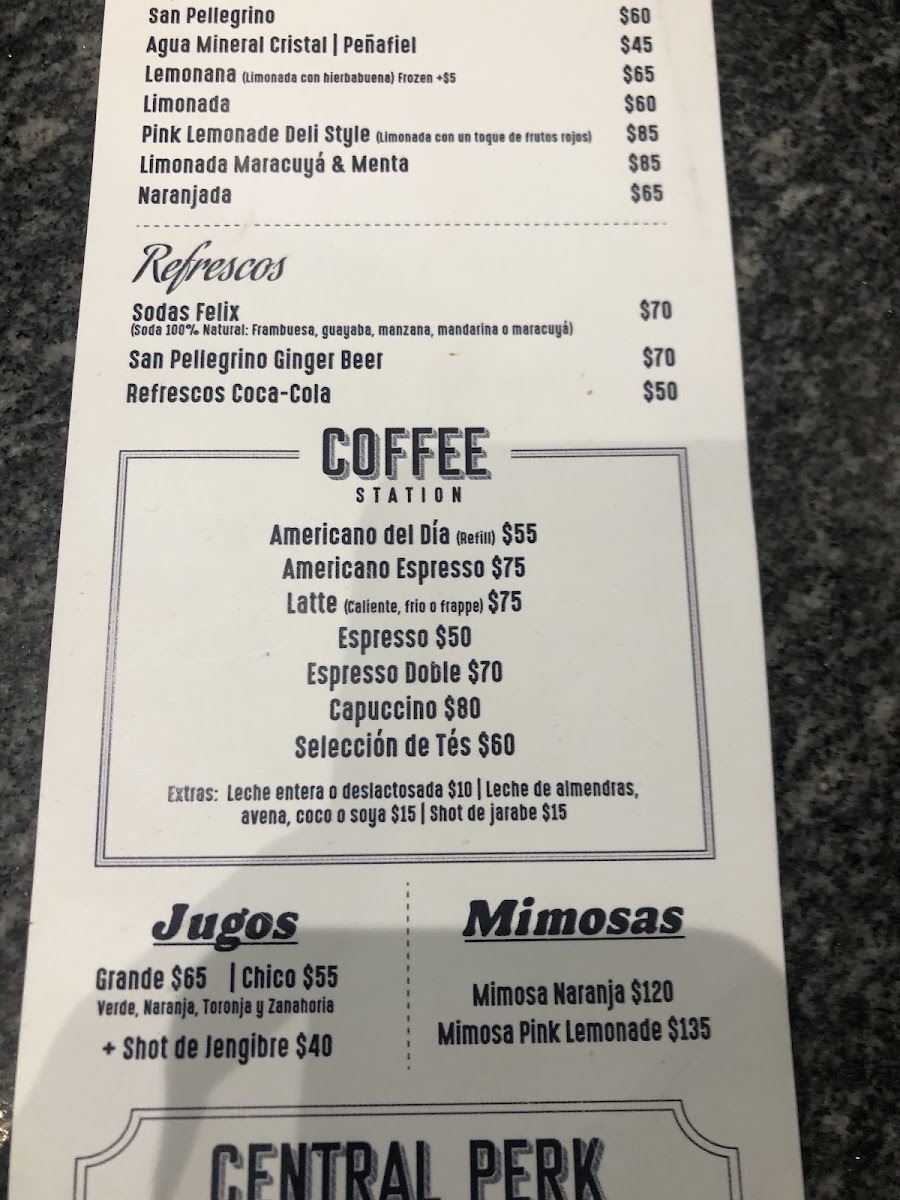 San Pellegrino $60
Agua Mineral Cristal | Peñafiel $45
Lemonana (Limonada con hierbabuena) Frozen +$5 $65
Limonada $60
Pink Lemonade Deli Style (Limonada con un toque de frutos rojos) $85
Limonada Maracuyá & Menta $85
Naranjada $65
Refrescos
Sodas Felix $70
(Soda 100% Natural: Frambuesa, guayaba, manzana, mandarina o maracuyá)
San Pellegrino Ginger Beer $70
Refrescos Coca-Cola $50
COFFEE
STATION
Americano del Día (Refill) $55
Americano Espresso $75
Latte (Caliente, frio o frappe) $75
Espresso $50
Espresso Doble $70
Capuccino $80
Selección de Tés $60
Extras: Leche entera o deslactosada $10 | Leche de almendras,
avena, coco o soya $15 | Shot de jarabe $15
Jugos
Grande $65 | Chico $55
Verde, Naranja, Toronja y Zanahoria
+ Shot de Jengibre $40
Mimosas
Mimosa Naranja $120
Mimosa Pink Lemonade $135
CENTRAL PERK